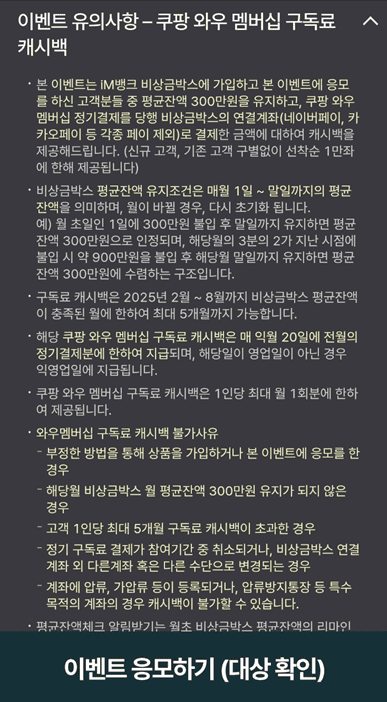 이벤트 유의사항 – 쿠팡 와우 멤버십 구독료
캐시백
• 본 이벤트는 iM뱅크 비상금박스에 가입하고 본 이벤트에 응모
를 하신 고객분들 중 평균잔액 300만원을 유지하고, 쿠팡 와우
멤버십 정기결제를 당행 비상금박스의 연결계좌(네이버페이, 카
카오페이 등 각종 페이 제외)로 결제한 금액에 대하여 캐시백을
제공해드립니다. (신규 고객, 기존 고객 구별없이 선착순 1만좌
에 한해 제공됩니다)
• 비상금박스 평균잔액 유지조건은 매월 1일 ~ 말일까지의 평균
잔액을 의미하며, 월이 바뀔 경우, 다시 초기화 됩니다.
예) 월 초일인 1일에 300만원 불입 후 말일까지 유지하면 평균
잔액 300만원으로 인정되며, 해당월의 3분의 2가 지난 시점에
불입 시 약 900만원을 불입 후 해당월 말일까지 유지하면 평균
잔액 300만원에 수렴하는 구조입니다.
• 구독료 캐시백은 2025년 2월 ~ 8월까지 비상금박스 평균잔액
이 충족된 월에 한하여 최대 5개월까지 가능합니다.
• 해당 쿠팡 와우 멤버십 구독료 캐시백은 매 익월 20일에 전월의
정기결제분에 한하여 지급되며, 해당일이 영업일이 아닌 경우
익영업일에 지급됩니다.
• 쿠팡 와우 멤버십 구독료 캐시백은 1인당 최대 월 1회분에 한하
여 제공됩니다.
• 와우멤버십 구독료 캐시백 불가사유
- 부정한 방법을 통해 상품을 가입하거나 본 이벤트에 응모를 한
경우
- 해당월 비상금박스 월 평균잔액 300만원 유지가 되지 않은
경우
- 고객 1인당 최대 5개월 구독료 캐시백이 초과한 경우
- 정기 구독료 결제가 참여기간 중 취소되거나, 비상금박스 연결
계좌 외 다른계좌 혹은 다른 수단으로 변경되는 경우
- 계좌에 압류, 가압류 등이 등록되거나, 압류방지통장 등 특수
목적의 계좌의 경우 캐시백이 불가할 수 있습니다.
• 평균잔액체크 알림받기는 월초 비상금박스 평균잔액의 리마인
이벤트 응모하기 (대상 확인)